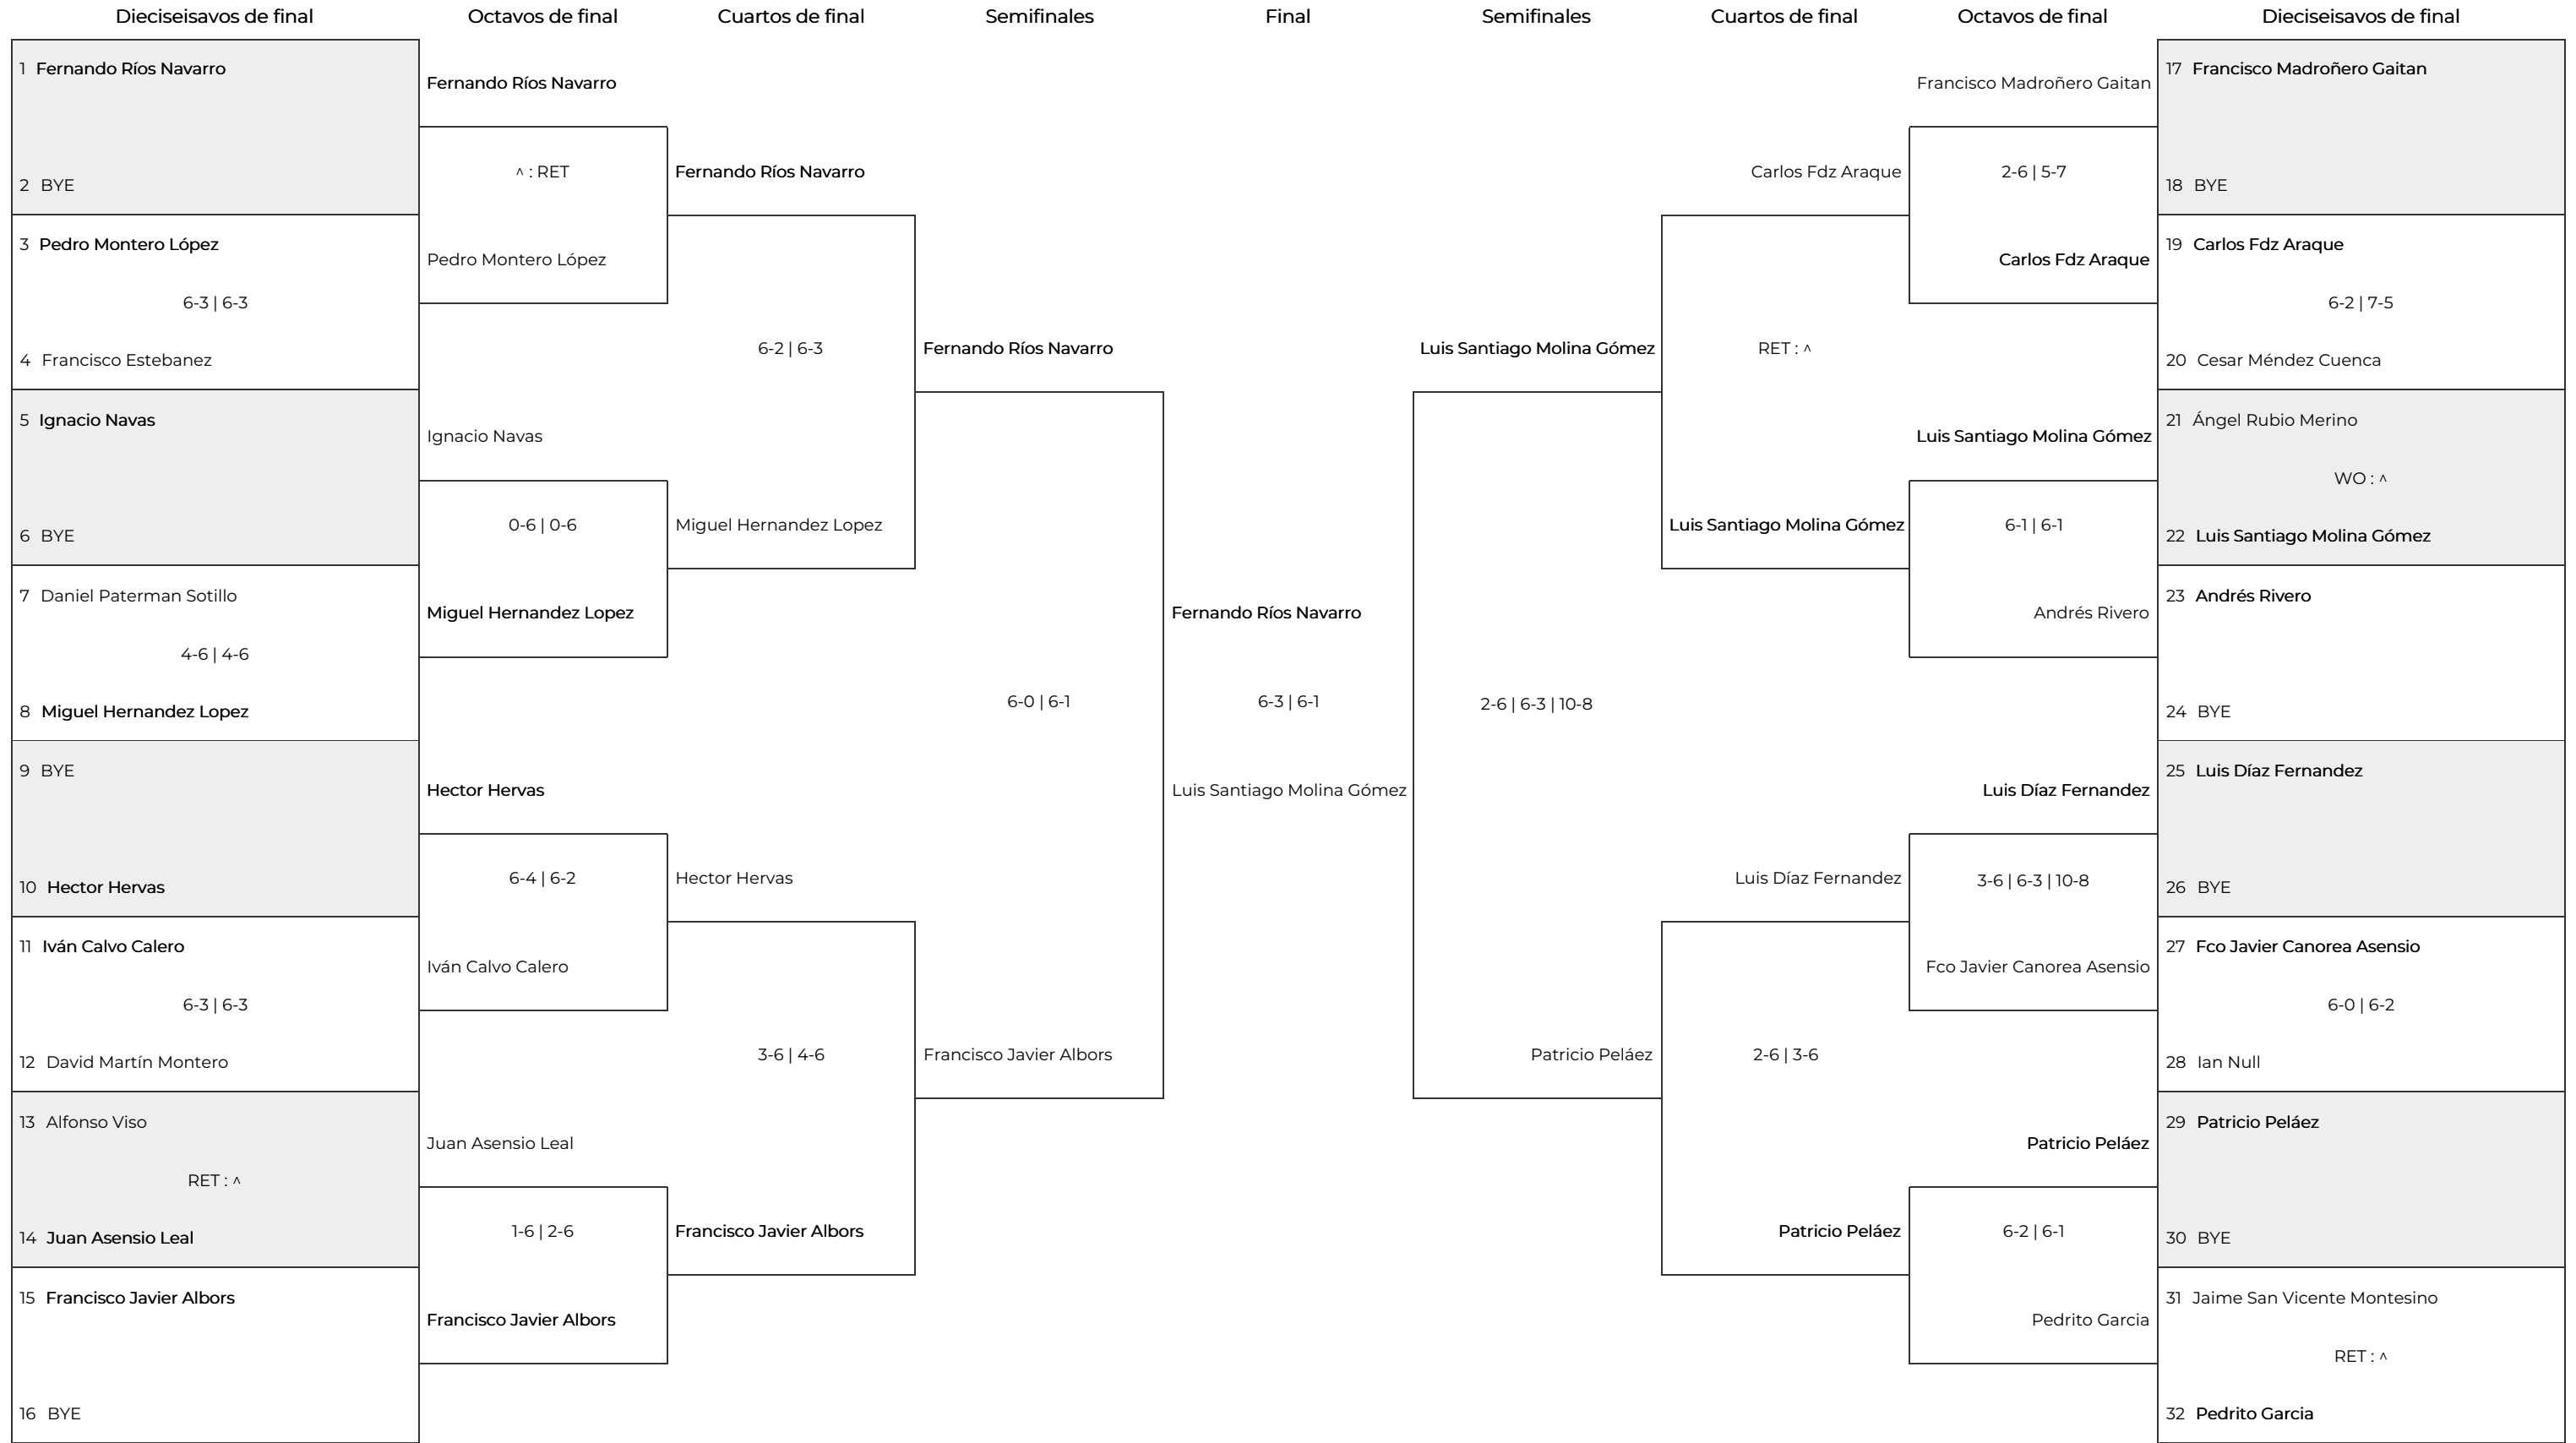 Dieciseisavos de final
Octavos de final
Cuartos de final
Semifinales
Final
Semifinales
Cuartos de final
Octavos de final
Dieciseisavos de final
1 Fernando Ríos Navarro
2 BYE
3 Pedro Montero López
6-3 | 6-3
4 Francisco Estebanez
5 Ignacio Navas
6 BYE
7 Daniel Paterman Sotillo
4-6 | 4-6
8 Miguel Hernandez Lopez
9 BYE
10 Hector Hervas
11 Iván Calvo Calero
6-3 | 6-3
12 David Martín Montero
13 Alfonso Viso
RET : ^
14 Juan Asensio Leal
15 Francisco Javier Albors
16 BYE
Fernando Ríos Navarro
^ : RET
Pedro Montero López
Ignacio Navas
0-6 | 0-6
Miguel Hernandez Lopez
Hector Hervas
6-4 | 6-2
Iván Calvo Calero
Juan Asensio Leal
1-6 | 2-6
Francisco Javier Albors
Fernando Ríos Navarro
6-2 | 6-3
Miguel Hernandez Lopez
Hector Hervas
3-6 | 4-6
Francisco Javier Albors
Fernando Ríos Navarro
6-0 | 6-1
Francisco Javier Albors
Fernando Ríos Navarro
6-3 | 6-1
Luis Santiago Molina Gómez
Luis Santiago Molina Gómez
2-6 | 6-3 | 10-8
Patricio Peláez
Carlos Fdz Araque
RET : ^
Luis Santiago Molina Gómez
Luis Díaz Fernandez
2-6 | 3-6
Patricio Peláez
Francisco Madroñero Gaitan
2-6 | 5-7
Carlos Fdz Araque
Luis Santiago Molina Gómez
6-1 | 6-1
Andrés Rivero
Luis Díaz Fernandez
3-6 | 6-3 | 10-8
Fco Javier Canorea Asensio
Patricio Peláez
6-2 | 6-1
Pedrito Garcia
17 Francisco Madroñero Gaitan
18 BYE
19 Carlos Fdz Araque
6-2 | 7-5
20 Cesar Méndez Cuenca
21 Ángel Rubio Merino
WO : ^
22 Luis Santiago Molina Gómez
23 Andrés Rivero
24 BYE
25 Luis Díaz Fernandez
26 BYE
27 Fco Javier Canorea Asensio
6-0 | 6-2
28 Ian Null
29 Patricio Peláez
30 BYE
31 Jaime San Vicente Montesino
RET : ^
32 Pedrito Garcia